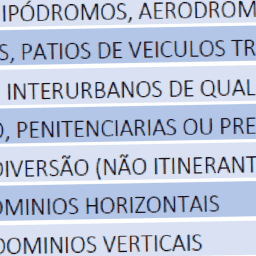 IPÓDROMOS, AERODROM
S, PATIOS DE VEICULOS TR
INTERURBANOS DE QUAL
O, PENITENCIARIAS OU PRE
DIVERSÃO (NÃO ITINERANT
OMINIOS HORIZONTAIS
DOMINIOS VERTICAIS